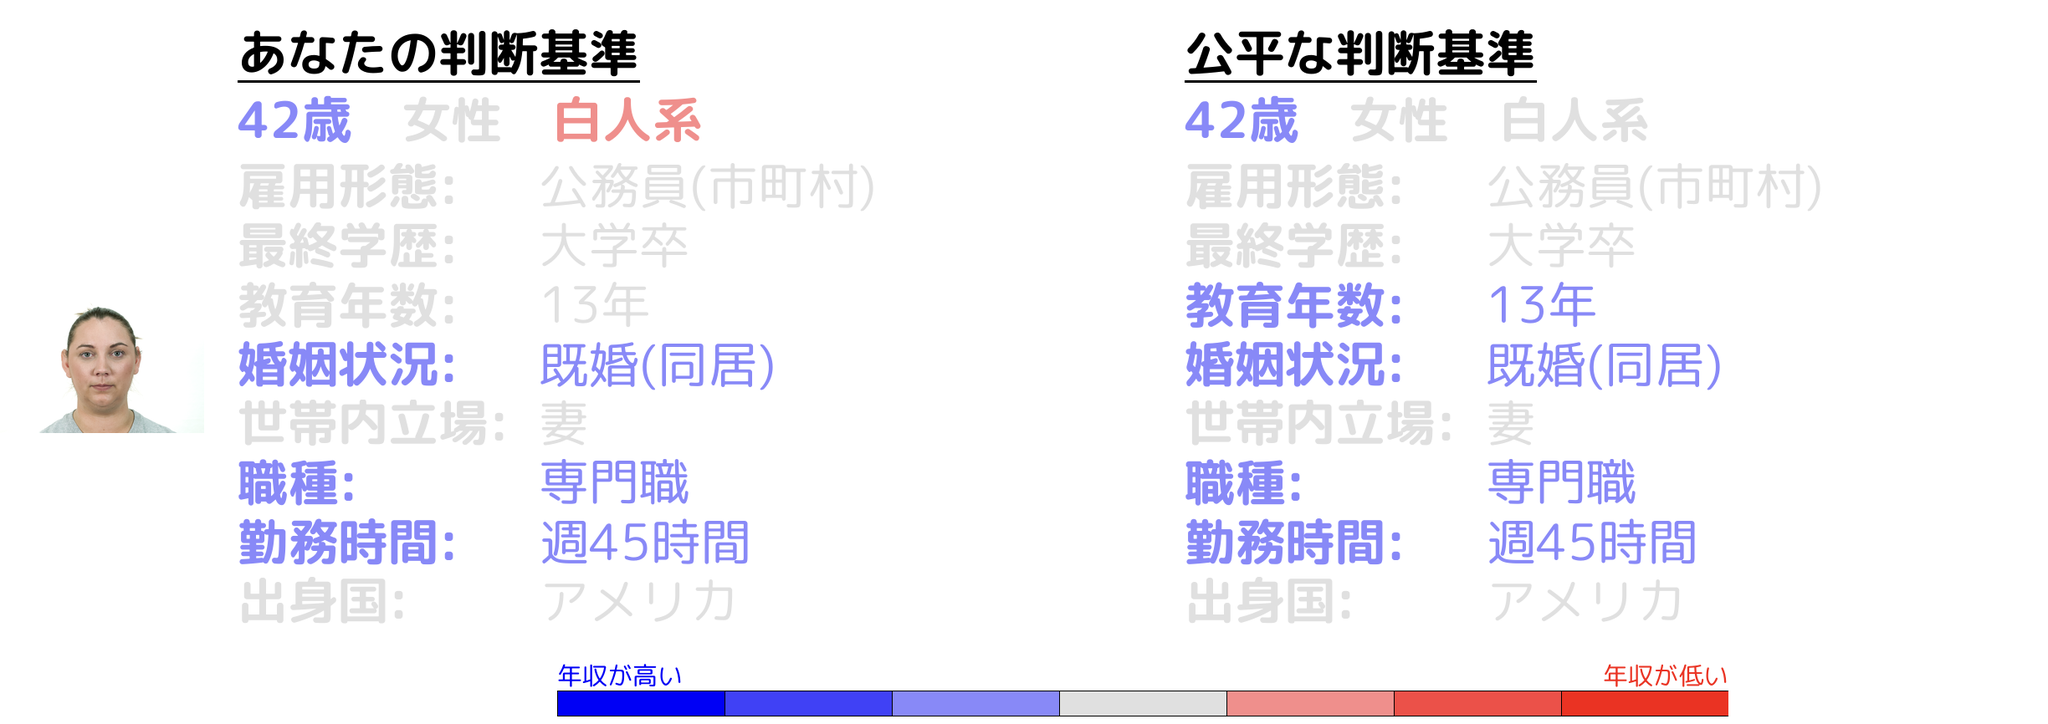 あなたの判断基準
42歳 女性 白人系
雇用形態: 公務員(市町村)
最終学歴: 大学卒
教育年数: 13年
婚姻状況: 既婚(同居)
世帯内立場: 妻
職種: 専門職
勤務時間: 週45時間
出身国: アメリカ
公平な判断基準
42歳 女性 白人系
雇用形態: 公務員(市町村)
最終学歴: 大学卒
教育年数: 13年
婚姻状況: 既婚(同居)
世帯内立場: 妻
職種: 専門職
勤務時間: 週45時間
出身国: アメリカ
年収が高い
年収が低い